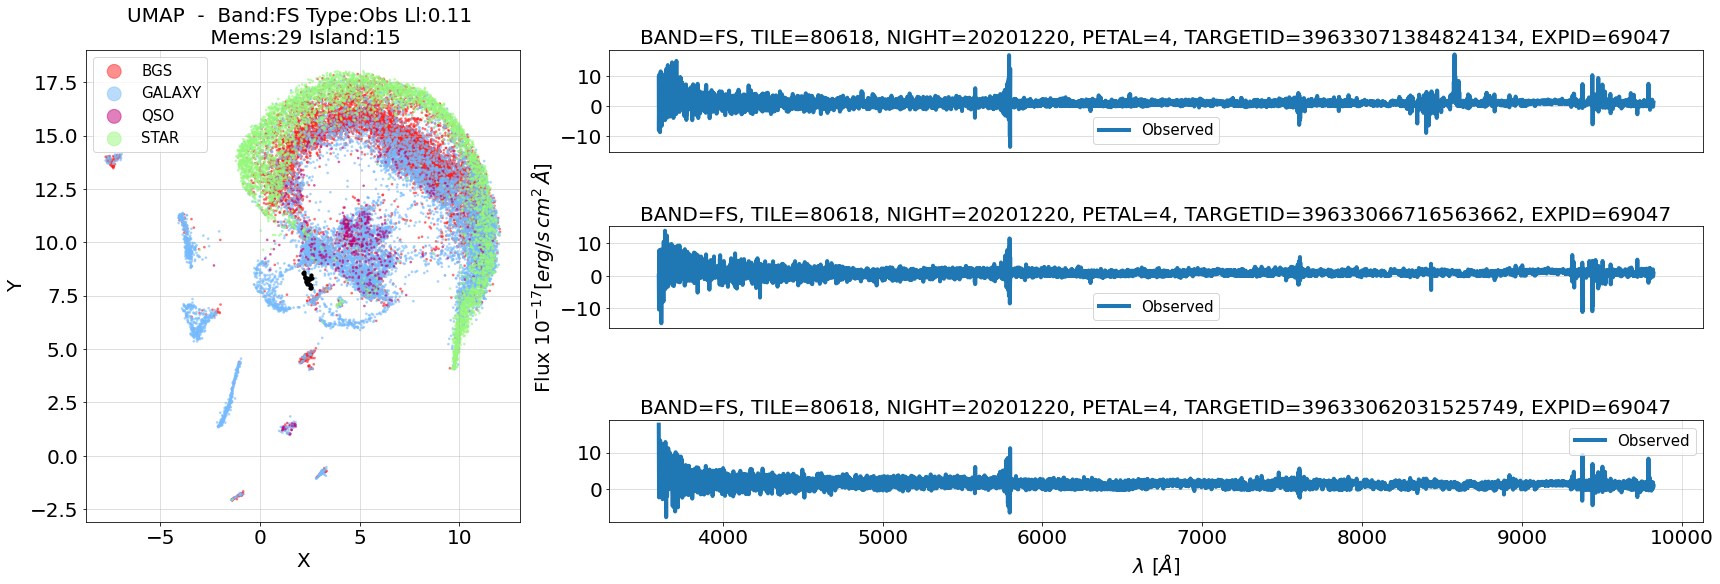 UMAP - Band:FS Type:Obs Ll:0.11
Mems:29 Island:15
BGS
GALAXY
QSO
STAR
17.5
15.0
12.5
10.0
7.5
5.0
2.5
0.0
−2.5
Y
−5
0
5
10
X
Flux 10⁻¹⁷[erg/s cm² Å]
BAND=FS, TILE=80618, NIGHT=20201220, PETAL=4, TARGETID=39633071384824134, EXPID=69047
10
0
−10
Observed
BAND=FS, TILE=80618, NIGHT=20201220, PETAL=4, TARGETID=39633066716563662, EXPID=69047
10
0
−10
Observed
BAND=FS, TILE=80618, NIGHT=20201220, PETAL=4, TARGETID=39633062031525749, EXPID=69047
10
0
Observed
4000
5000
6000
7000
8000
9000
10000
λ [Å]